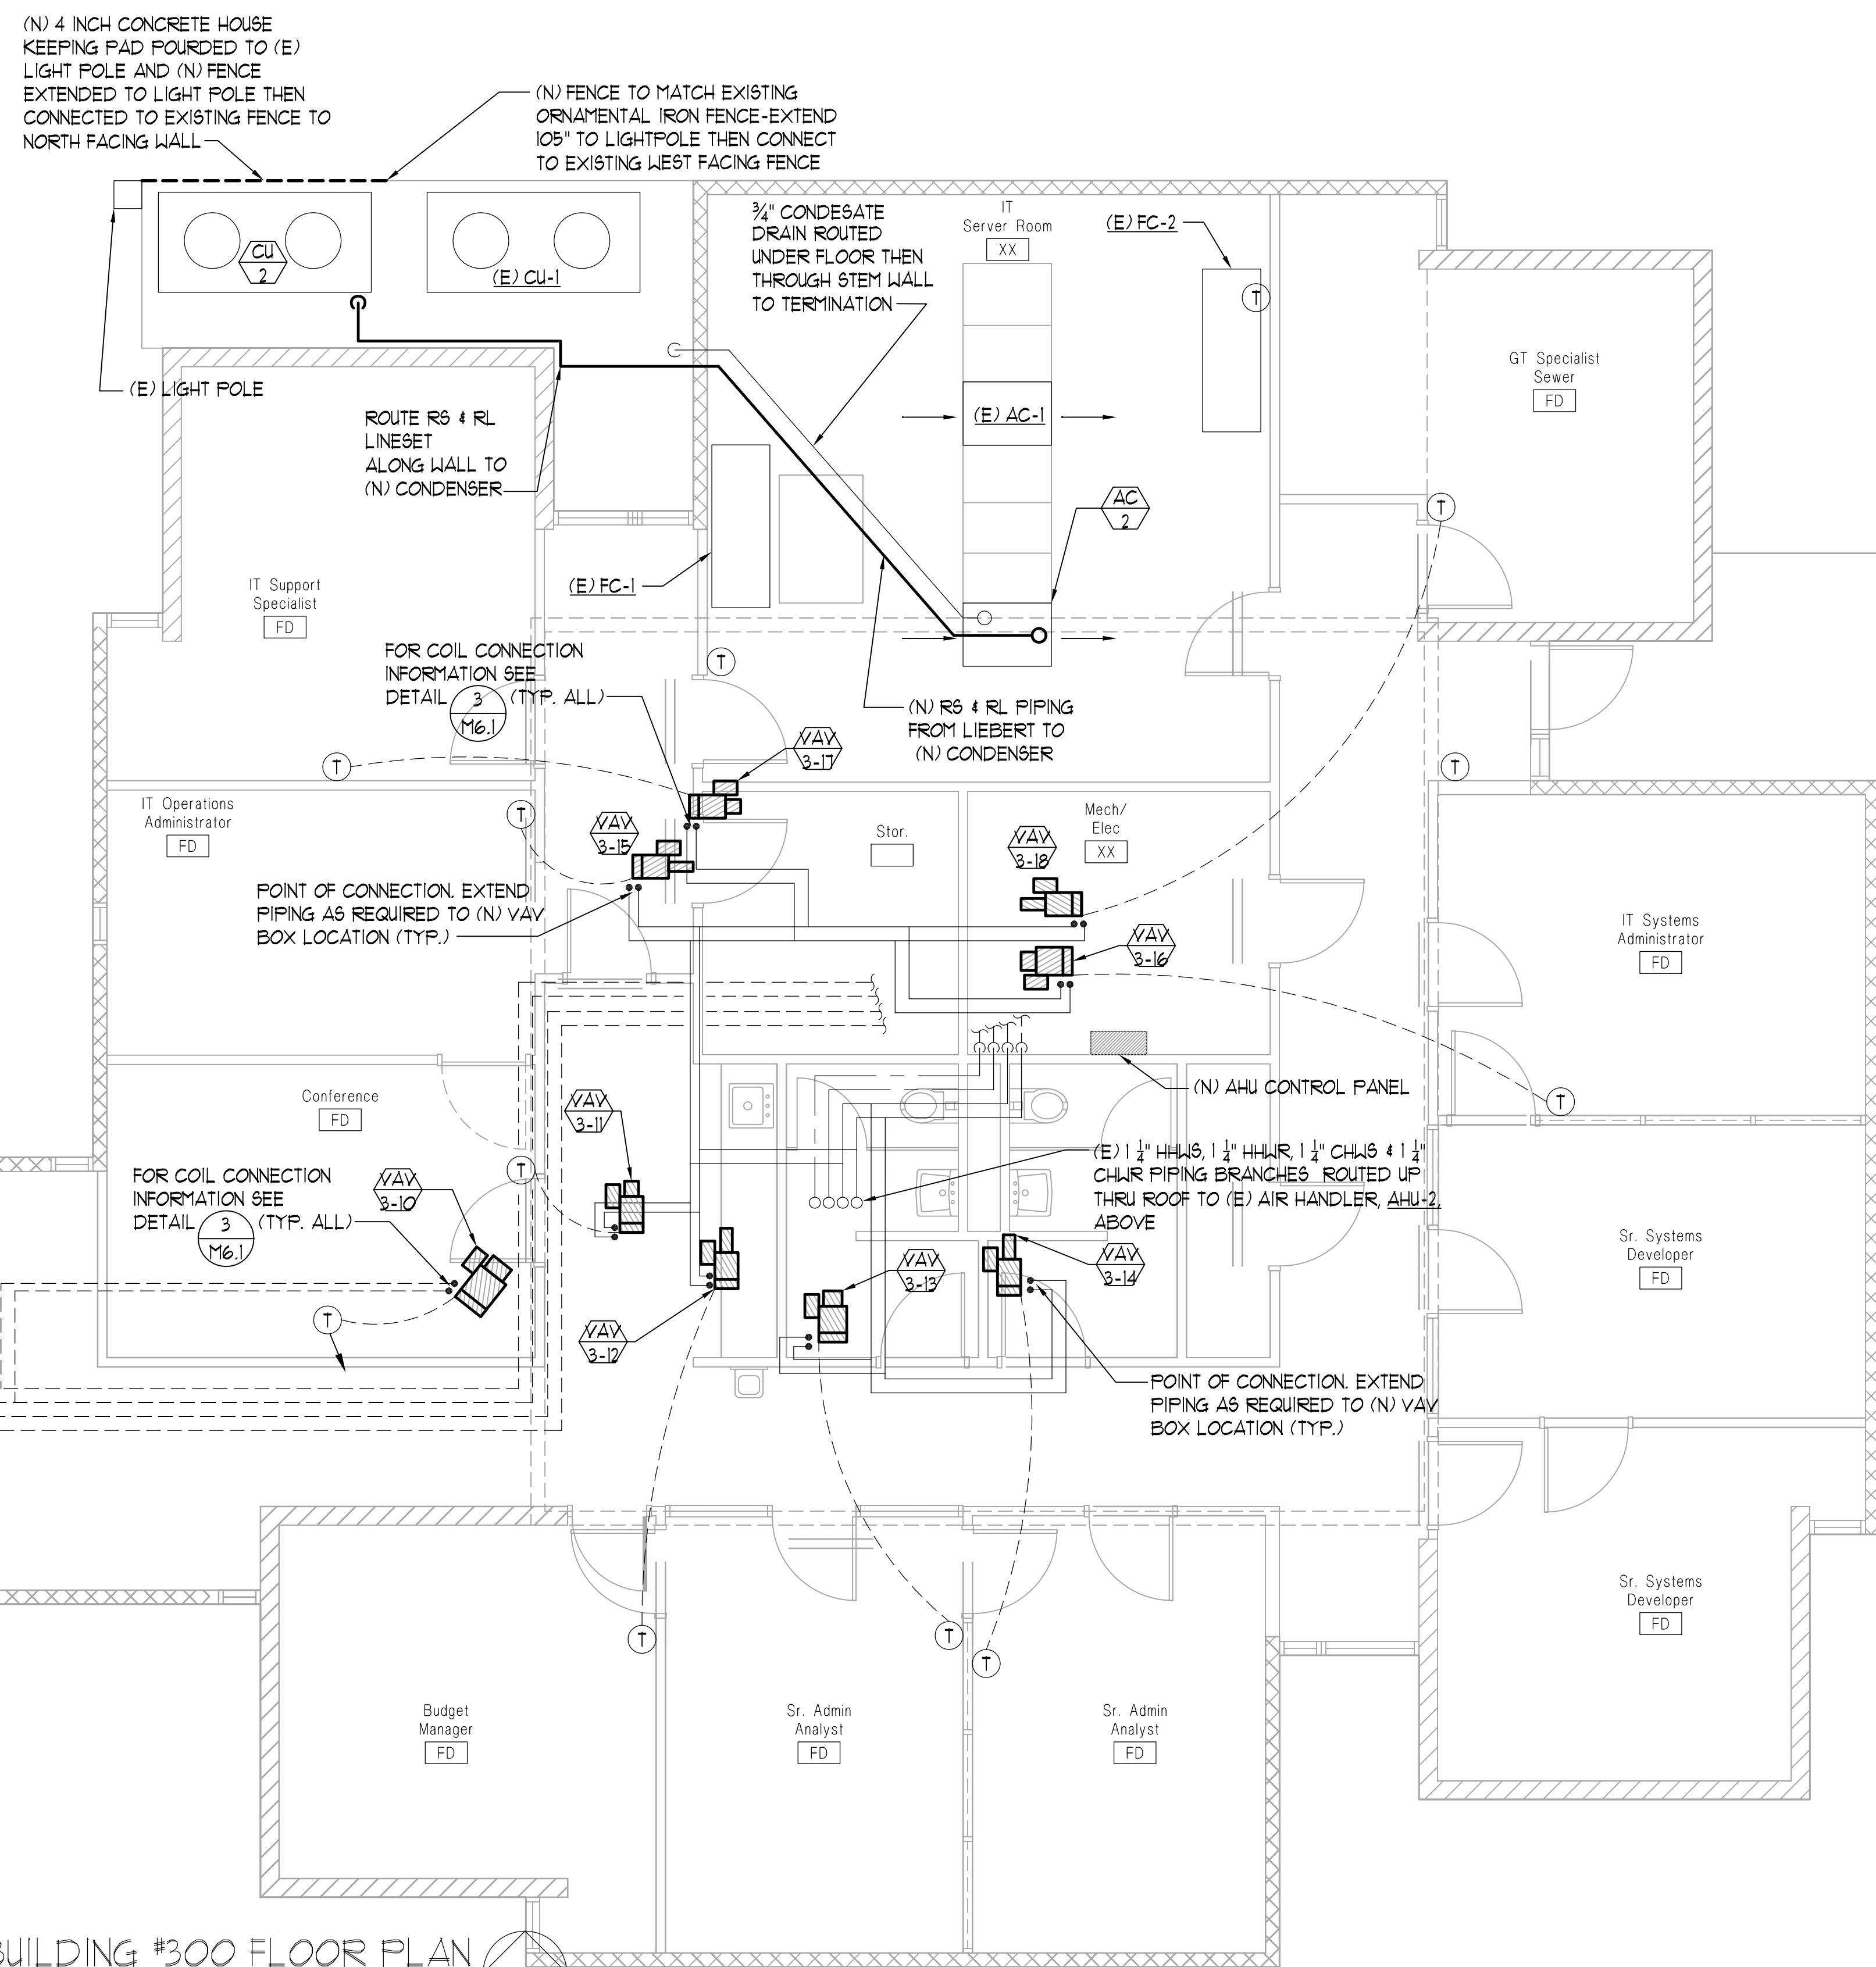 (N) 4 INCH CONCRETE HOUSE
KEEPING PAD POURDED TO (E)
LIGHT POLE AND (N) FENCE
EXTENDED TO LIGHT POLE THEN
CONNECTED TO EXISTING FENCE TO
NORTH FACING WALL
(N) FENCE TO MATCH EXISTING
ORNAMENTAL IRON FENCE-EXTEND
105" TO LIGHTPOLE THEN CONNECT
TO EXISTING WEST FACING FENCE
CU
2
(E) CU-1
3/4" CONDESATE
DRAIN ROUTED
UNDER FLOOR THEN
THROUGH STEM WALL
TO TERMINATION
IT
Server Room
XX
(E) FC-2
T
(E) LIGHT POLE
ROUTE RS & RL
LINESET
ALONG WALL TO
(N) CONDENSER
(E) AC-1
GT Specialist
Sewer
FD
AC
2
T
(E) FC-1
IT Support
Specialist
FD
FOR COIL CONNECTION
INFORMATION SEE
DETAIL 3 (TYP. ALL)
M6.1
T
(N) RS & RL PIPING
FROM LIEBERT TO
(N) CONDENSER
VAV
3-17
T
T
IT Operations
Administrator
FD
T
VAV
3-15
Stor.
Mech/
Elec
XX
VAV
3-18
POINT OF CONNECTION. EXTEND
PIPING AS REQUIRED TO (N) VAV
BOX LOCATION (TYP.)
VAV
3-16
IT Systems
Administrator
FD
Conference
FD
VAV
3-11
(N) AHU CONTROL PANEL
T
FOR COIL CONNECTION
INFORMATION SEE
DETAIL 3 (TYP. ALL)
M6.1
VAV
3-10
T
(E) 1 1/4" HHWS, 1 1/4" HHWR, 1 1/4" CHWS & 1 1/4"
CHWR PIPING BRANCHES ROUTED UP
THRU ROOF TO (E) AIR HANDLER, AHU-2,
ABOVE
Sr. Systems
Developer
FD
VAV
3-13
VAV
3-14
T
VAV
3-12
POINT OF CONNECTION. EXTEND
PIPING AS REQUIRED TO (N) VAV
BOX LOCATION (TYP.)
Sr. Systems
Developer
FD
T
T
T
Budget
Manager
FD
Sr. Admin
Analyst
FD
Sr. Admin
Analyst
FD
BUILDING #300 FLOOR PLAN